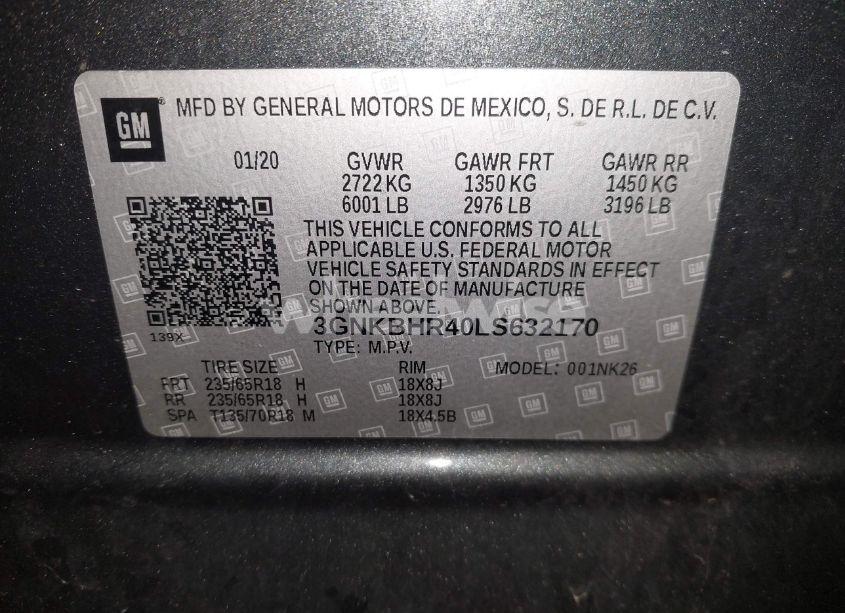 GM
MFD BY GENERAL MOTORS DE MEXICO, S. DE R.L. DE C.V.
01/20 GVWR GAWR FRT GAWR RR
2722 KG 1350 KG 1450 KG
6001 LB 2976 LB 3196 LB
THIS VEHICLE CONFORMS TO ALL
APPLICABLE U.S. FEDERAL MOTOR
VEHICLE SAFETY STANDARDS IN EFFECT
ON THE DATE OF MANUFACTURE
SHOWN ABOVE.
3GNKBHR40LS632170
139X TYPE: M.P.V.
TIRE SIZE RIM MODEL: 001NK26
FRT 235/65R18 H 18X8J
RR 235/65R18 H 18X8J
SPA T135/70R18 M 18X4.5B